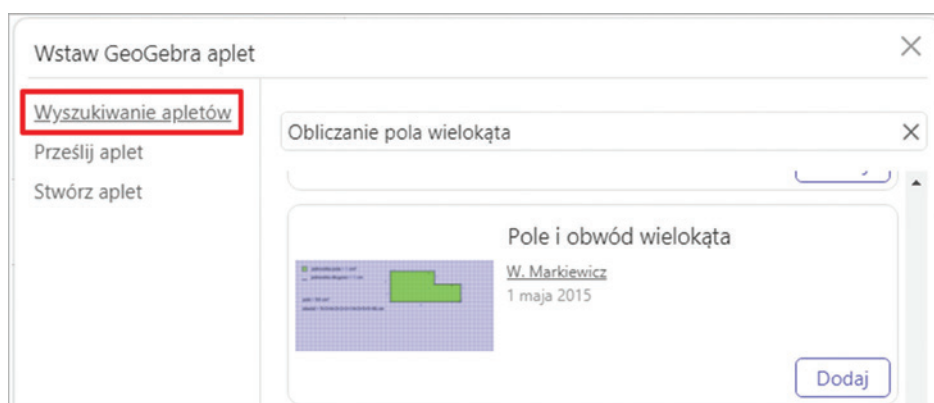 Wstaw GeoGebra aplet
Wyszukiwanie apletów
Prześlij aplet
Stwórz aplet
Obliczanie pola wielokąta
Pole i obwód wielokąta
W. Markiewicz
1 maja 2015
Dodaj